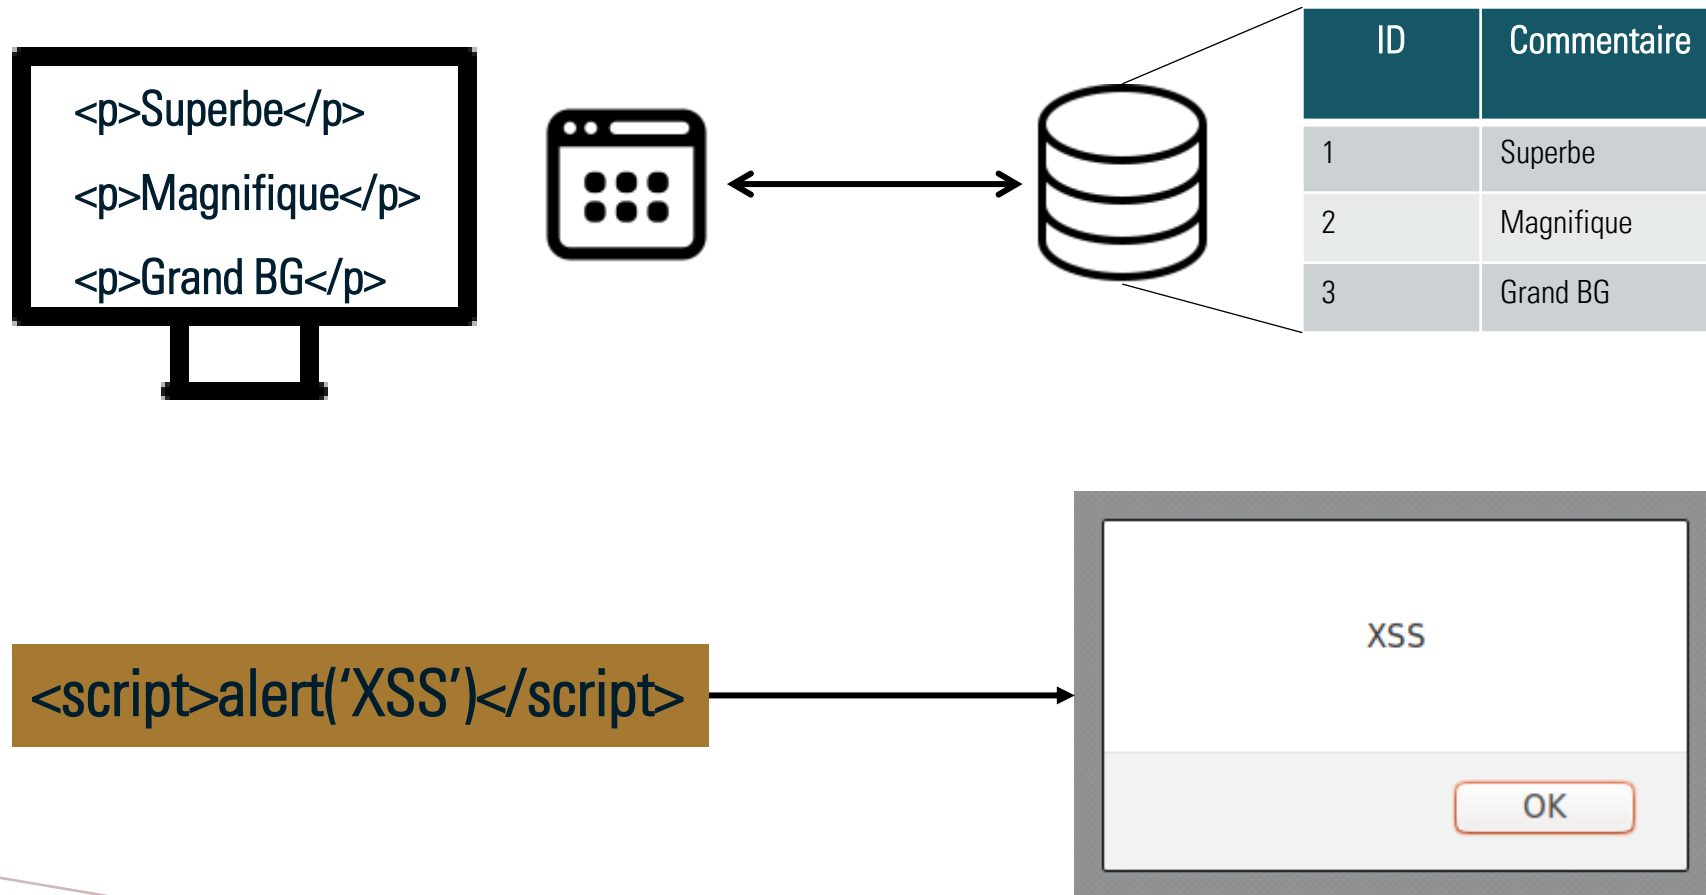 <p>Superbe</p>
<p>Magnifique</p>
<p>Grand BG</p>
ID Commentaire
1 Superbe
2 Magnifique
3 Grand BG
<script>alert(‘XSS’)</script>
XSS
OK